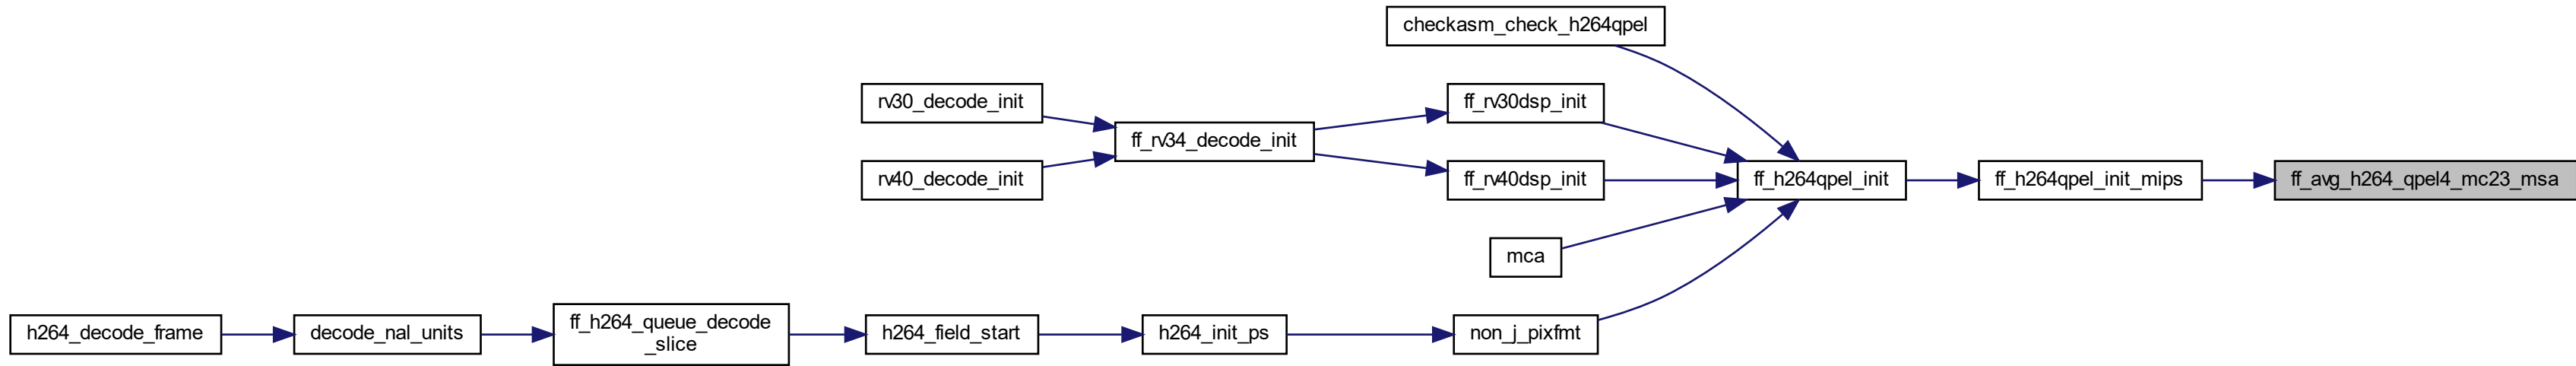 checkasm_check_h264qpel
rv30_decode_init
ff_rv30dsp_init
ff_rv34_decode_init
rv40_decode_init
ff_rv40dsp_init
ff_h264qpel_init
ff_h264qpel_init_mips
ff_avg_h264_qpel4_mc23_msa
mca
h264_decode_frame
decode_nal_units
ff_h264_queue_decode
_slice
h264_field_start
h264_init_ps
non_j_pixfmt